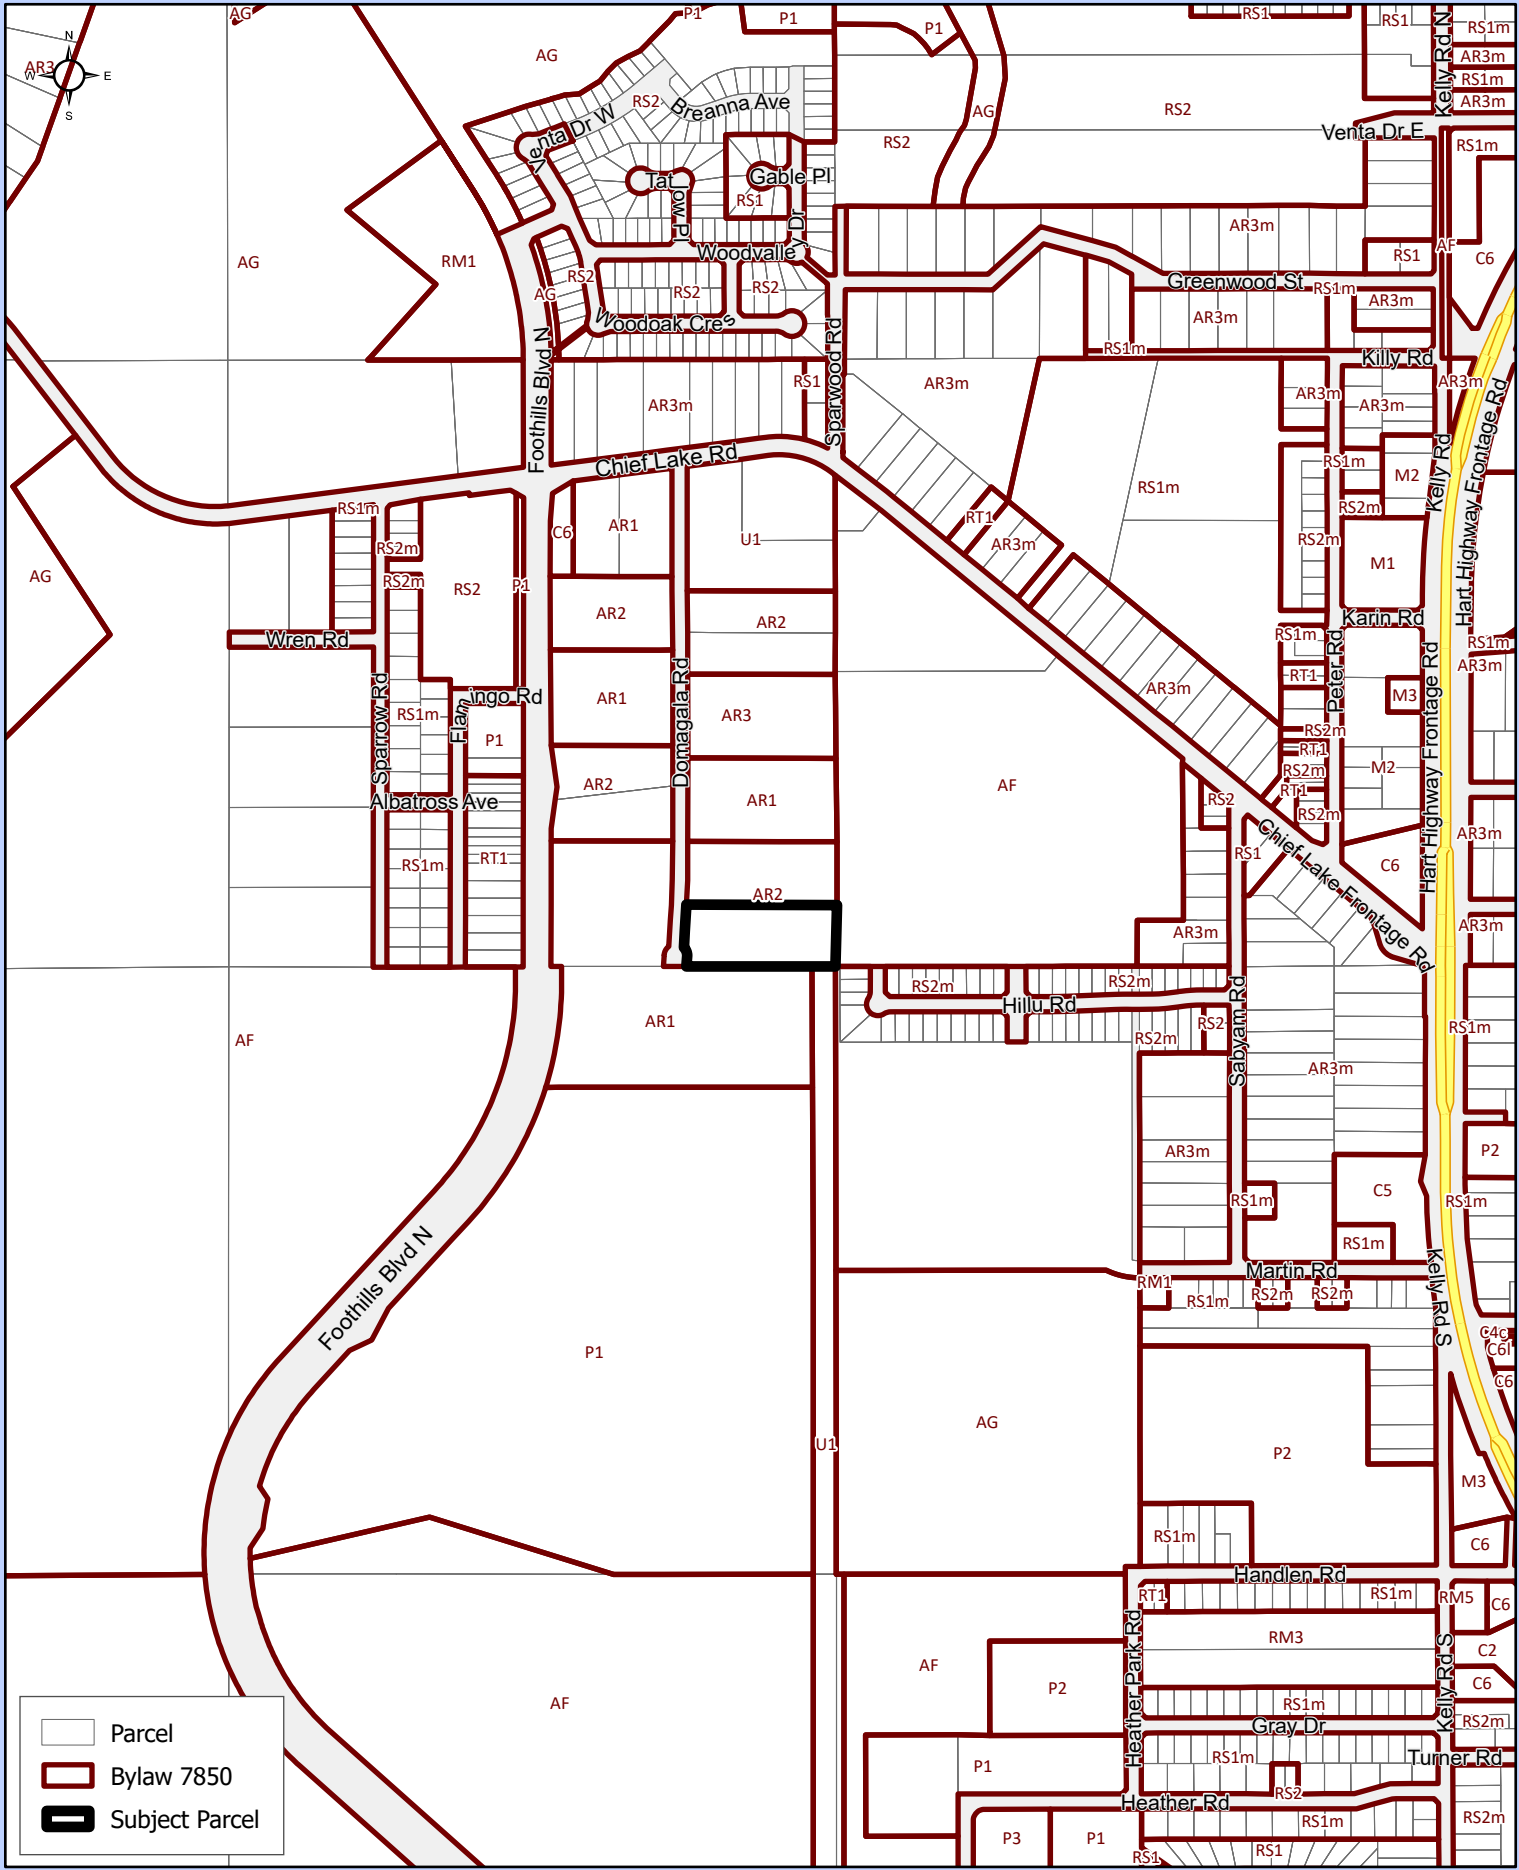 AG
P1
P1
P1
RS1
RS1
Kelly Rd N
RS1m
AR3m
RS1m
AR3m
N
W
E
S
AR3
AG
RS2
Breanna Ave
Venta Dr W
AG
RS2
RS2
Venta Dr E
RS1m
Tatlow Pl
Gable Pl
RS1
Woodvalley Dr
AR3m
AF
RS1
C6
AG
RM1
RS2
AG
RS2
RS2
Woodoak Cres
Greenwood St
RS1m
AR3m
AR3m
RS1m
Killy Rd
Foothills Blvd N
AR3m
RS1
Sparwood Rd
AR3m
AR3m
AR3m
AR3m
Hart Highway Frontage Rd
Kelly Rd
Chief Lake Rd
RS1m
M2
RS1m
RS1m
RS2m
C6
AR1
U1
RT1
AR3m
RS2m
RS2m
M1
AG
RS2m
RS2
P1
AR2
AR2
Wren Rd
Karin Rd
RS1m
RS1m
AR3m
RT1
Peter Rd
M3
Hart Highway Frontage Rd
Sparrow Rd
RS1m
Flamingo Rd
P1
AR1
Domagala Rd
AR3
AR3m
RS2m
RT1
RS2m
M2
RT1
RS2m
AR2
AR1
AF
RS2
Albatross Ave
RS1m
RT1
RS1
Chief Lake Frontage Rd
C6
AR3m
AR2
AR3m
AR3m
RS2m
RS2m
Hillu Rd
RS2
RS2m
Sabyam Rd
AF
AR1
AR3m
RS1m
AR3m
P2
RS1m
C5
RS1m
RS1m
Foothills Blvd N
Martin Rd
RM1
RS1m
RS2m
RS2m
Kelly Rd S
C4c
C6l
C6
P1
AG
U1
P2
M3
RS1m
C6
Handlen Rd
RT1
RS1m
RM5
C6
RM3
C2
AF
P2
Heather Park Rd
C6
Kelly Rd S
AF
RS1m
RS2m
Gray Dr
RS1m
Turner Rd
P1
RS2
Heather Rd
RS1m
RS2m
P3
P1
RS1
RS1
Parcel
Bylaw 7850
Subject Parcel